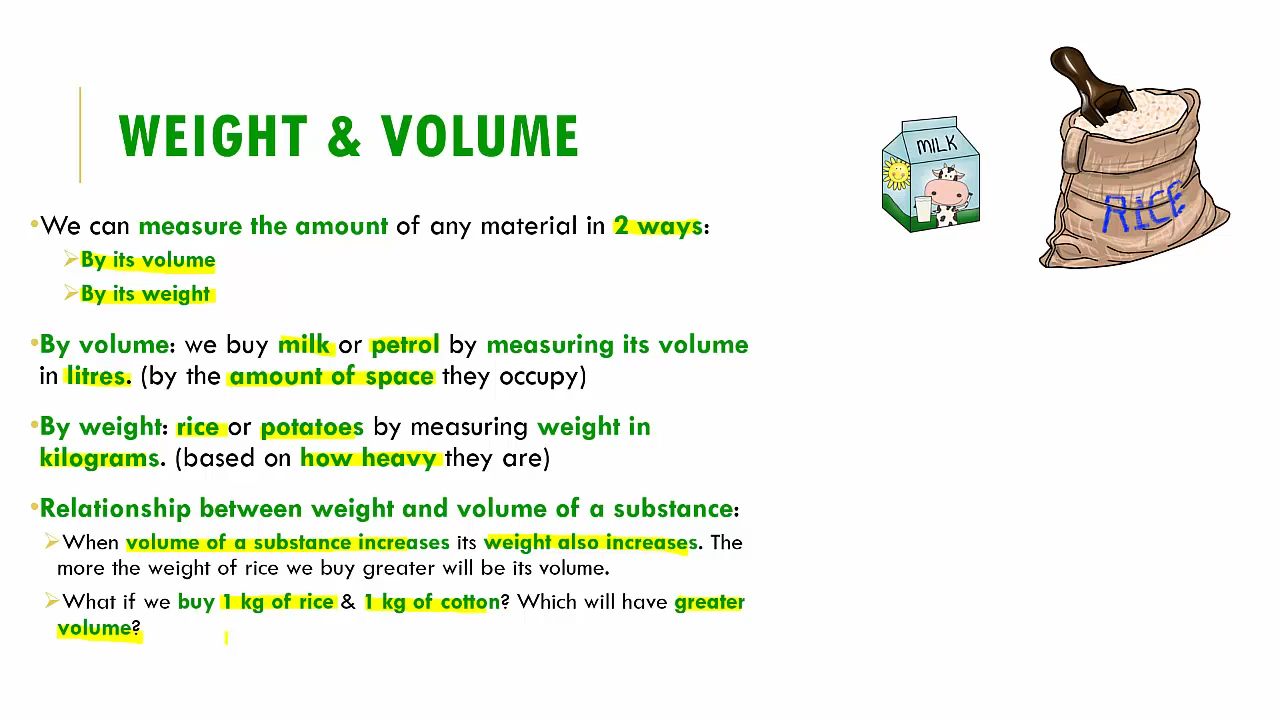 WEIGHT & VOLUME
MILK
RICE
•We can measure the amount of any material in 2 ways:
➢By its volume
➢By its weight
•By volume: we buy milk or petrol by measuring its volume
in litres. (by the amount of space they occupy)
•By weight: rice or potatoes by measuring weight in
kilograms. (based on how heavy they are)
•Relationship between weight and volume of a substance:
➢When volume of a substance increases its weight also increases. The
more the weight of rice we buy greater will be its volume.
➢What if we buy 1 kg of rice & 1 kg of cotton? Which will have greater
volume?